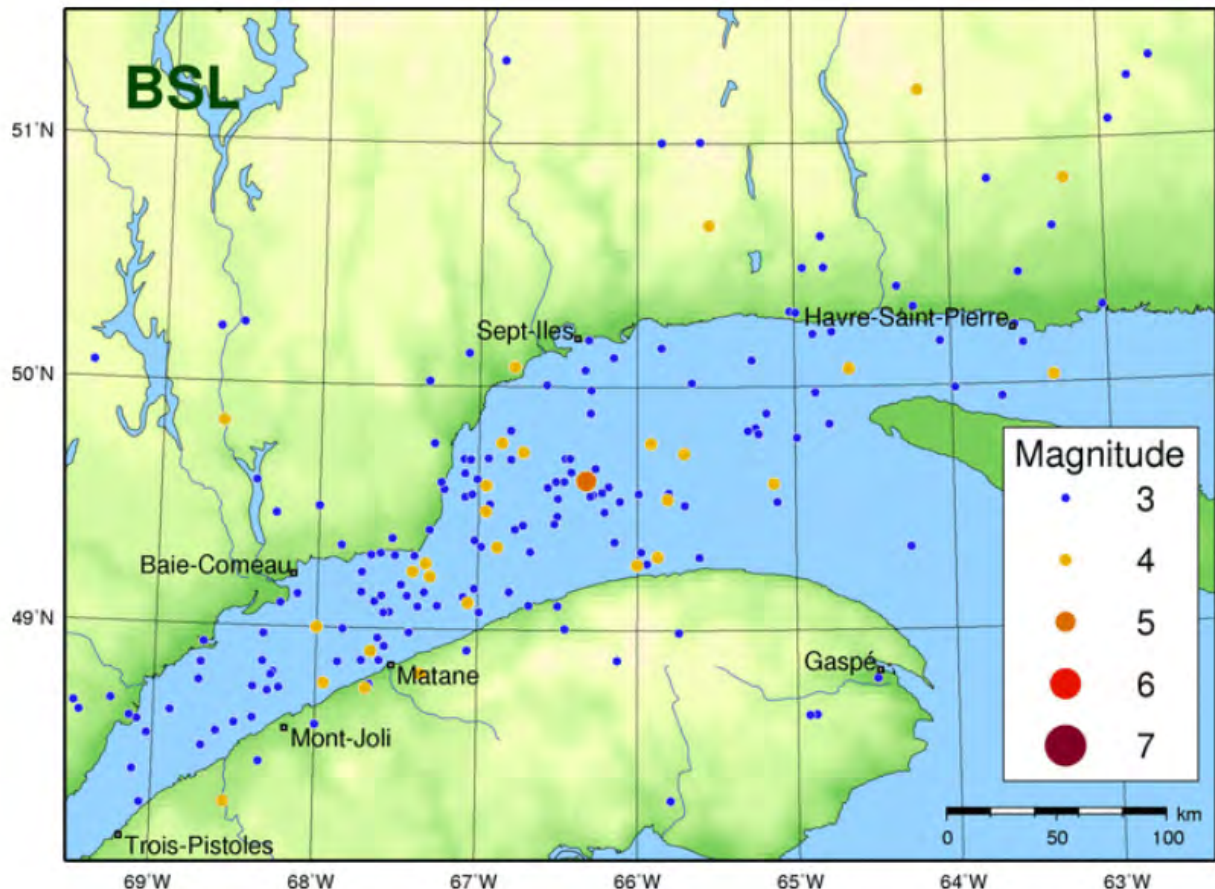 BSL
51°N
Sept-Iles
Havre-Saint-Pierre
50°N
Magnitude
3
4
Baie-Comeau
5
49°N
6
Gaspé
Matane
7
Mont-Joli
km
0 50 100
Trois-Pistoles
69°W 68°W 67°W 66°W 65°W 64°W 63°W